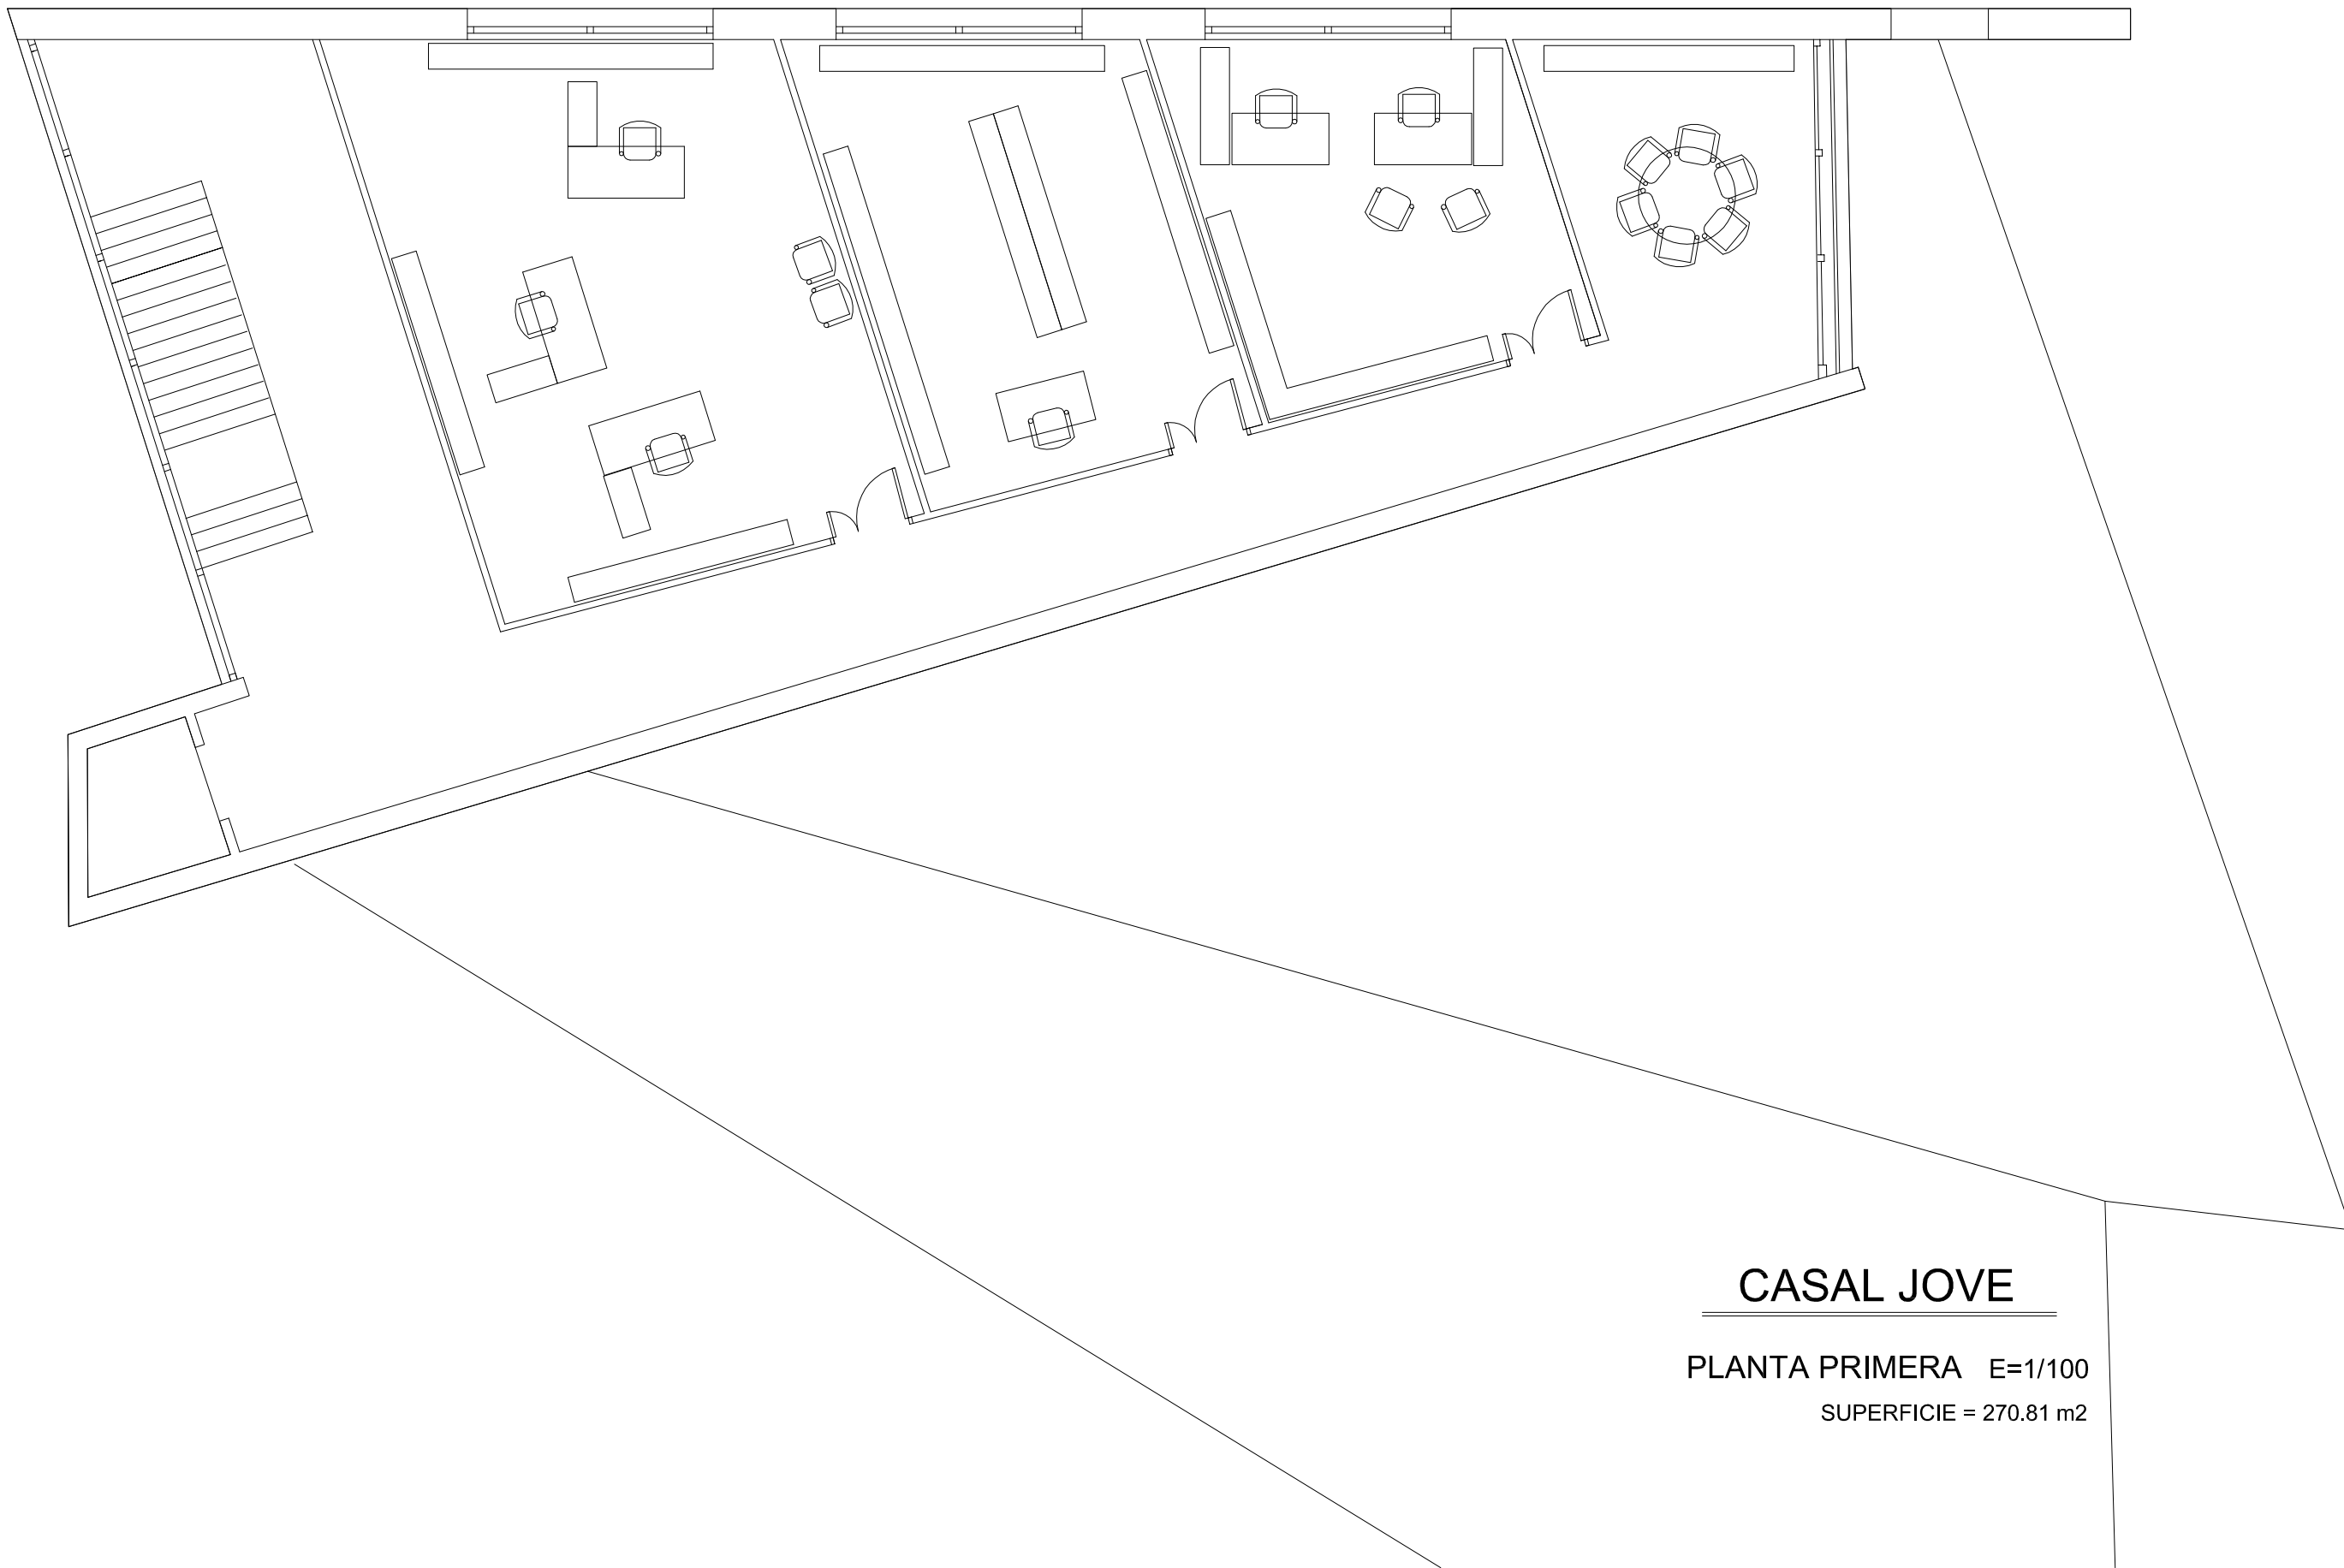 CASAL JOVE
PLANTA PRIMERA E=1/100
SUPERFICIE = 270.81 m2